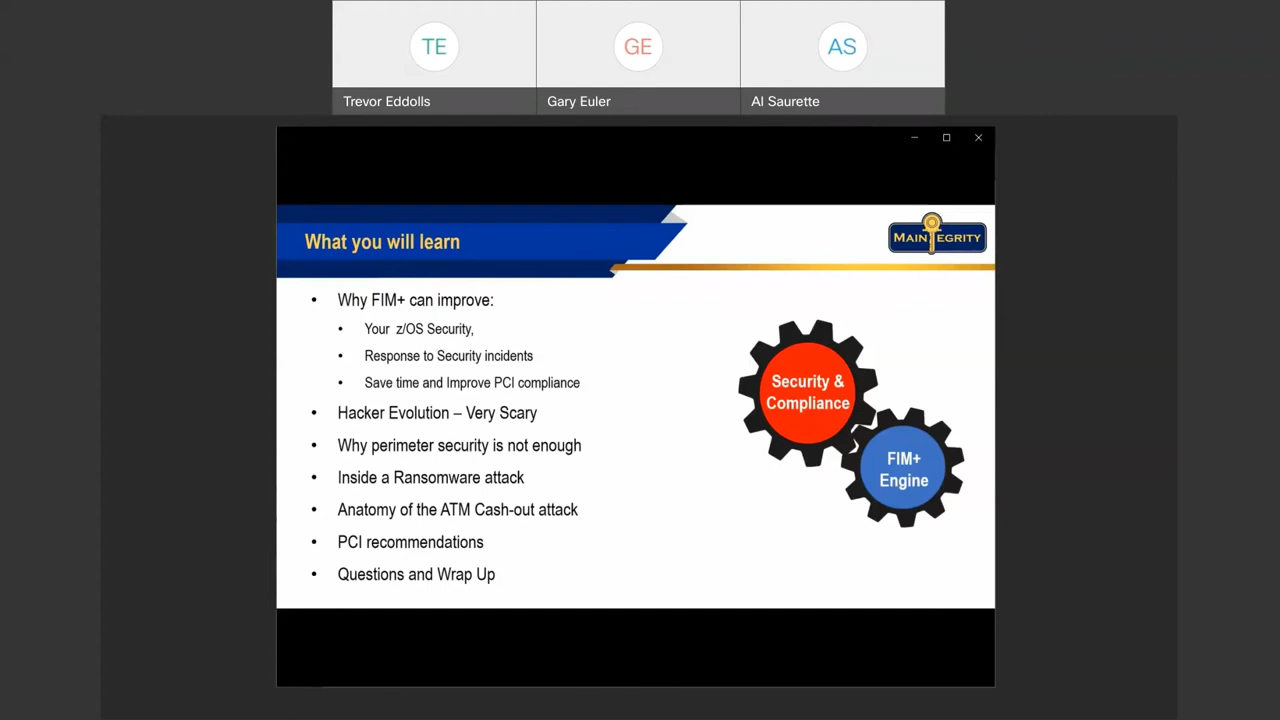 TE
GE
AS
Trevor Eddolls
Gary Euler
Al Saurette
What you will learn
MAINTEGRITY
• Why FIM+ can improve:
• Your z/OS Security,
• Response to Security incidents
• Save time and Improve PCI compliance
• Hacker Evolution – Very Scary
• Why perimeter security is not enough
• Inside a Ransomware attack
• Anatomy of the ATM Cash-out attack
• PCI recommendations
• Questions and Wrap Up
Security &
Compliance
FIM+
Engine